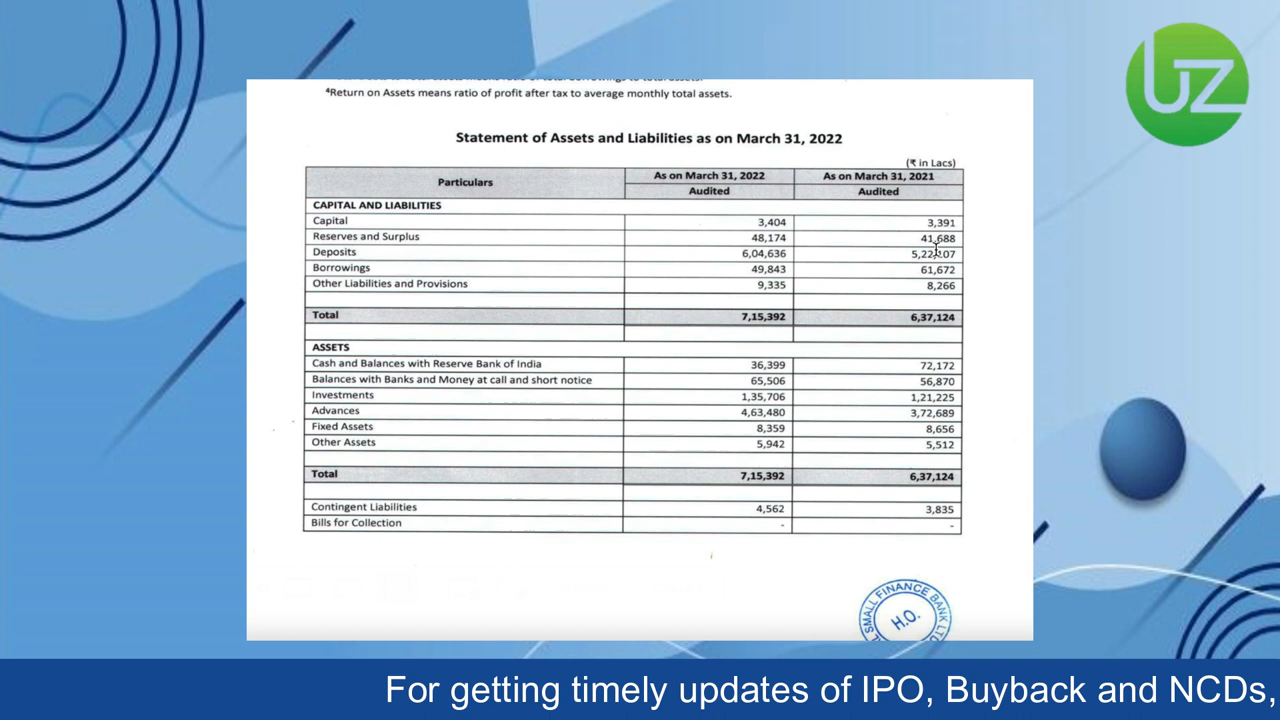 ⁴Return on Assets means ratio of profit after tax to average monthly total assets.
Statement of Assets and Liabilities as on March 31, 2022
(₹ in Lacs)
Particulars As on March 31, 2022 As on March 31, 2021
Audited Audited
CAPITAL AND LIABILITIES
Capital 3,404 3,391
Reserves and Surplus 48,174 41,688
Deposits 6,04,636
Borrowings 49,843 61,672
Other Liabilities and Provisions 9,335 8,266
Total 7,15,392 6,37,124
ASSETS
Cash and Balances with Reserve Bank of India 36,399 72,172
Balances with Banks and Money at call and short notice 65,506 56,870
Investments 1,35,706 1,21,225
Advances 4,63,480 3,72,689
Fixed Assets 8,359 8,656
Other Assets 5,942 5,512
Total 7,15,392 6,37,124
Contingent Liabilities 4,562 3,835
Bills for Collection - -
SMALL FINANCE BANK LTD
H.O.
UZ
For getting timely updates of IPO, Buyback and NCDs,